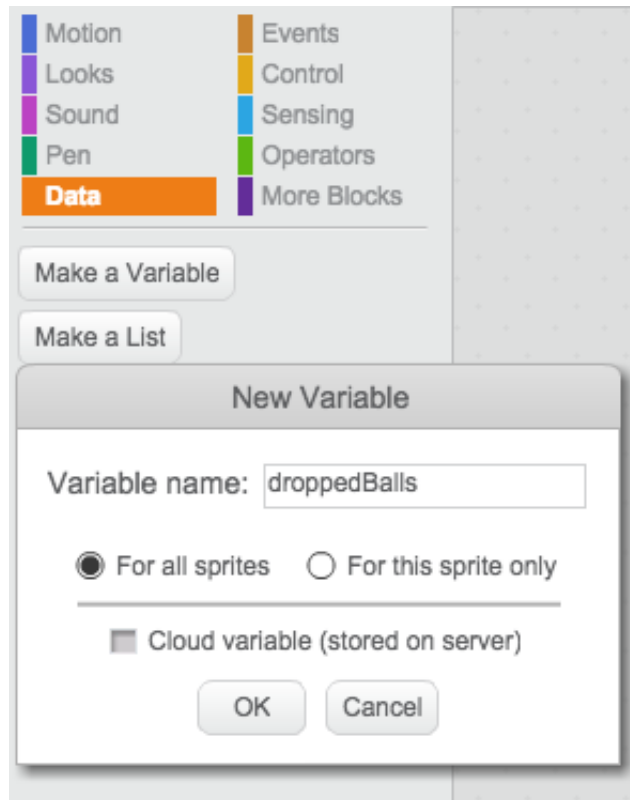 Motion Events
Looks Control
Sound Sensing
Pen Operators
Data More Blocks
Make a Variable
Make a List
New Variable
Variable name: droppedBalls
For all sprites For this sprite only
Cloud variable (stored on server)
OK Cancel